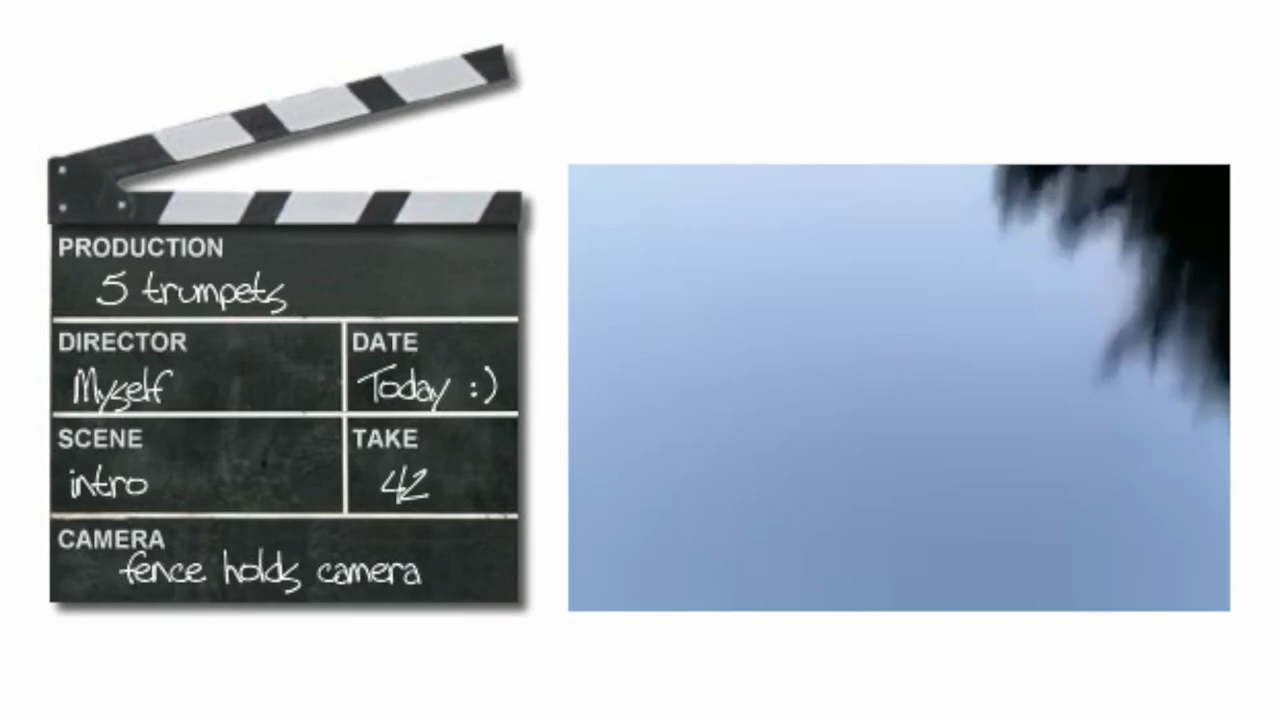 PRODUCTION
5 trumpets
DIRECTOR
Myself
DATE
Today :)
SCENE
intro
TAKE
42
CAMERA
fence holds camera